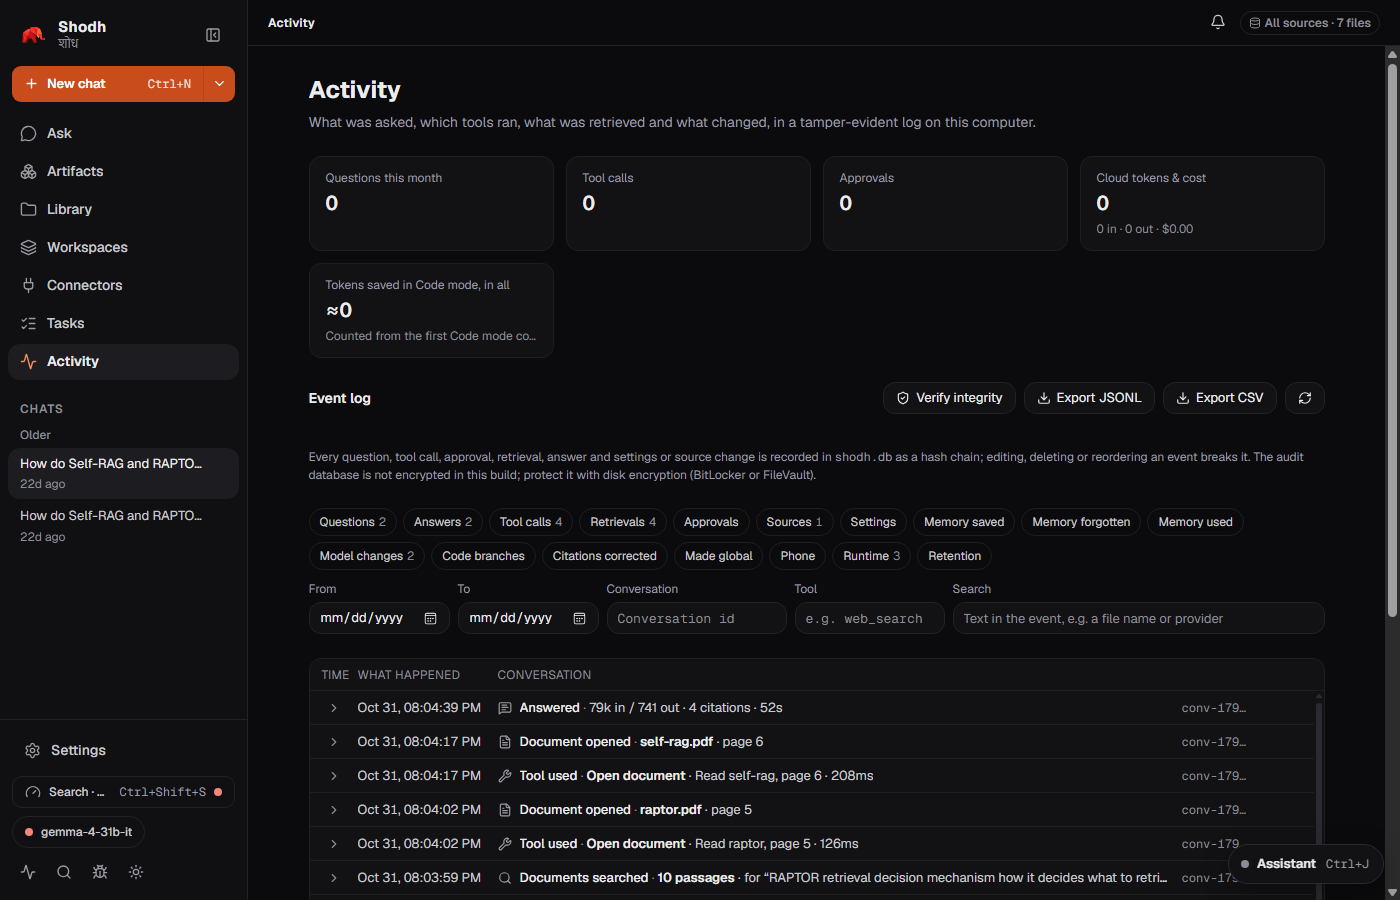 Shodh
शोध
New chat Ctrl+N
Ask
Artifacts
Library
Workspaces
Connectors
Tasks
Activity
CHATS
Older
How do Self-RAG and RAPTO…
22d ago
How do Self-RAG and RAPTO…
22d ago
Settings
Search · … Ctrl+Shift+S
gemma-4-31b-it
Activity
All sources · 7 files
Activity
What was asked, which tools ran, what was retrieved and what changed, in a tamper-evident log on this computer.
Questions this month
0
Tool calls
0
Approvals
0
Cloud tokens & cost
0
0 in · 0 out · $0.00
Tokens saved in Code mode, in all
≈0
Counted from the first Code mode co…
Event log
Verify integrity
Export JSONL
Export CSV
Every question, tool call, approval, retrieval, answer and settings or source change is recorded in shodh.db as a hash chain; editing, deleting or reordering an event breaks it. The audit
database is not encrypted in this build; protect it with disk encryption (BitLocker or FileVault).
Questions 2 Answers 2 Tool calls 4 Retrievals 4 Approvals Sources 1 Settings Memory saved Memory forgotten Memory used
Model changes 2 Code branches Citations corrected Made global Phone Runtime 3 Retention
From To Conversation Tool Search
mm/dd/yyyy mm/dd/yyyy Conversation id e.g. web_search Text in the event, e.g. a file name or provider
TIME WHAT HAPPENED CONVERSATION
Oct 31, 08:04:39 PM Answered · 79k in / 741 out · 4 citations · 52s conv-179…
Oct 31, 08:04:17 PM Document opened · self-rag.pdf · page 6 conv-179…
Oct 31, 08:04:17 PM Tool used · Open document · Read self-rag, page 6 · 208ms conv-179…
Oct 31, 08:04:02 PM Document opened · raptor.pdf · page 5 conv-179…
Oct 31, 08:04:02 PM Tool used · Open document · Read raptor, page 5 · 126ms conv-179…
Oct 31, 08:03:59 PM Documents searched · 10 passages · for “RAPTOR retrieval decision mechanism how it decides what to retri… conv-179
Assistant Ctrl+J